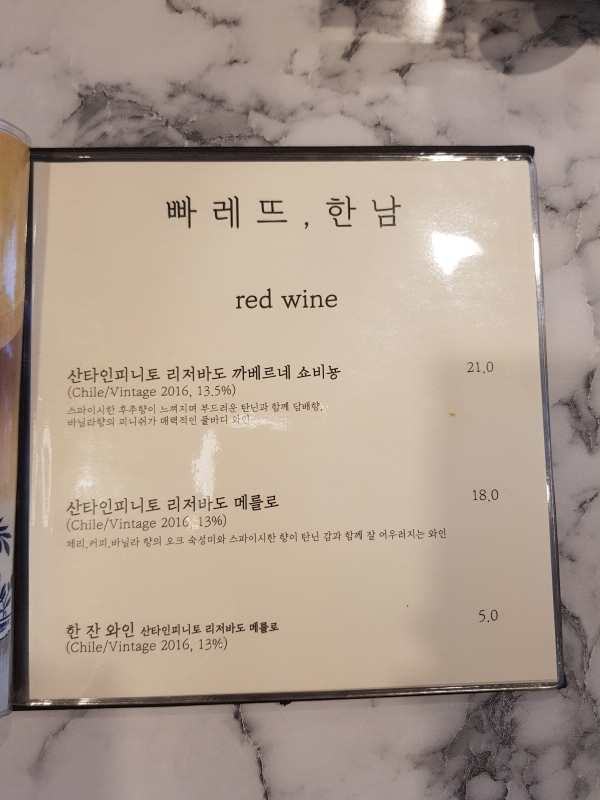 빠레뜨, 한남
red wine
산타인피니토 리저바도 까베르네 쇼비뇽 21.0
(Chile/Vintage 2016, 13.5%)
스파이시한 후추향이 느껴지며 부드러운 탄닌과 함께 담배향,
바닐라향의 피니쉬가 매력적인 풀바디 와인
산타인피니토 리저바도 메를로 18.0
(Chile/Vintage 2016, 13%)
체리,커피,바닐라 향의 오크 숙성미와 스파이시한 향이 탄닌 감과 함께 잘 어우러지는 와인
한 잔 와인 산타인피니토 리저바도 메를로 5.0
(Chile/Vintage 2016, 13%)